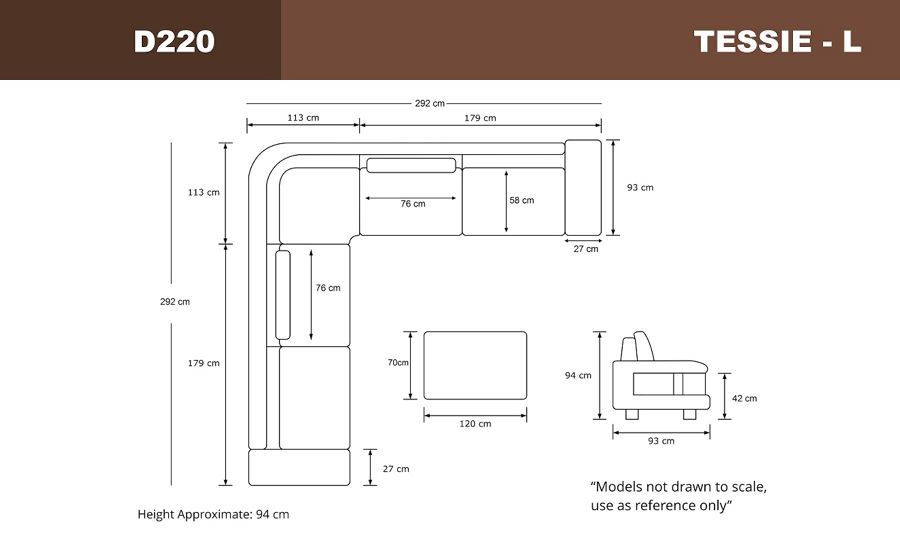 D220
TESSIE - L
292 cm
113 cm
179 cm
113 cm
93 cm
76 cm
58 cm
27 cm
76 cm
292 cm
179 cm
70cm
120 cm
94 cm
42 cm
93 cm
27 cm
“Models not drawn to scale,
use as reference only”
Height Approximate: 94 cm